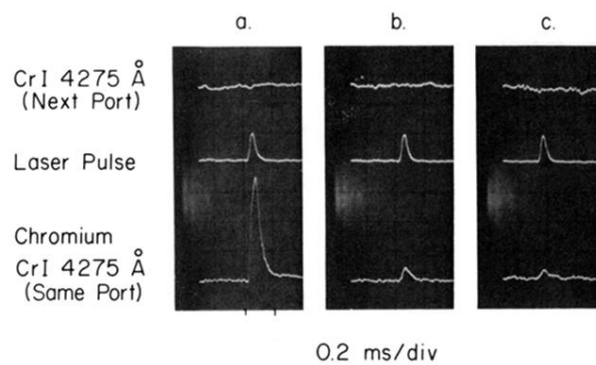 a. b. c.
CrI 4275 Å
(Next Port)
Laser Pulse
Chromium
CrI 4275 Å
(Same Port)
0.2 ms/div